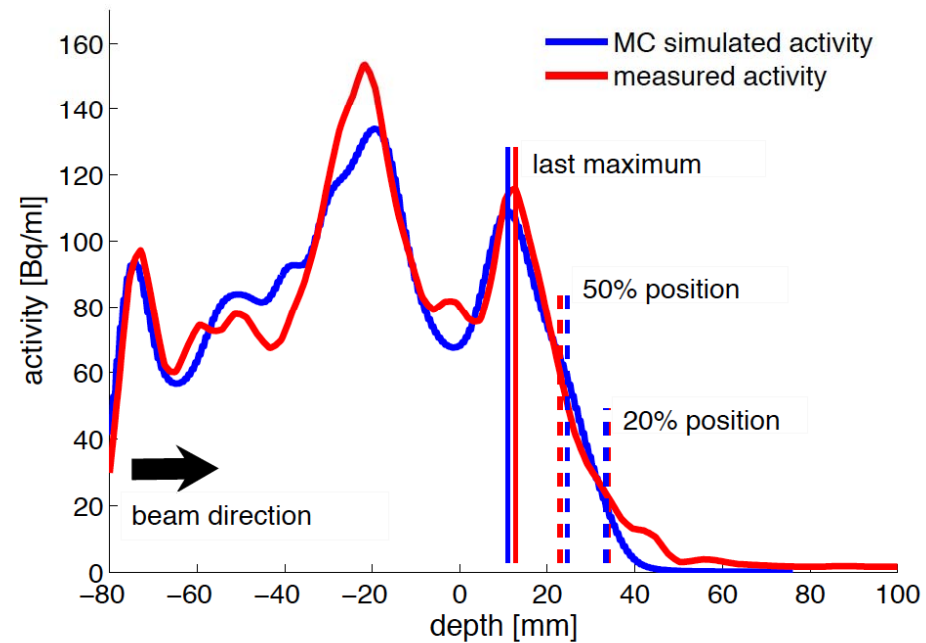 160
140
120
100
80
60
40
20
0
activity [Bq/ml]
MC simulated activity
measured activity
last maximum
50% position
20% position
beam direction
−80 −60 −40 −20 0 20 40 60 80 100
depth [mm]